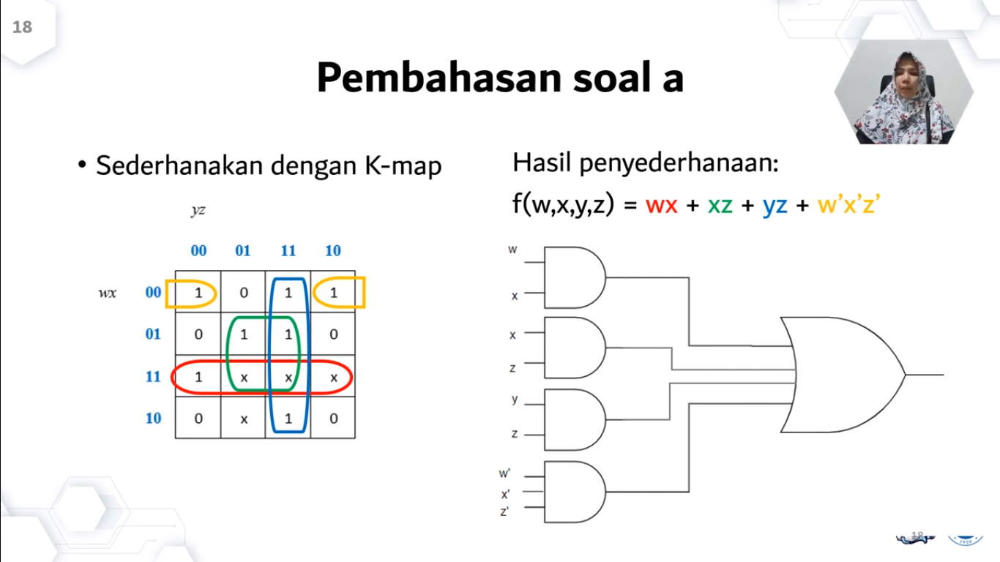 18
Pembahasan soal a
• Sederhanakan dengan K-map
yz
00 01 11 10
wx 00 1 0 1 1
01 0 1 1 0
11 1 x x x
10 0 x 1 0
Hasil penyederhanaan:
f(w,x,y,z) = wx + xz + yz + w’x’z’
w
x
x
z
y
z
w'
x'
z'
18
1920